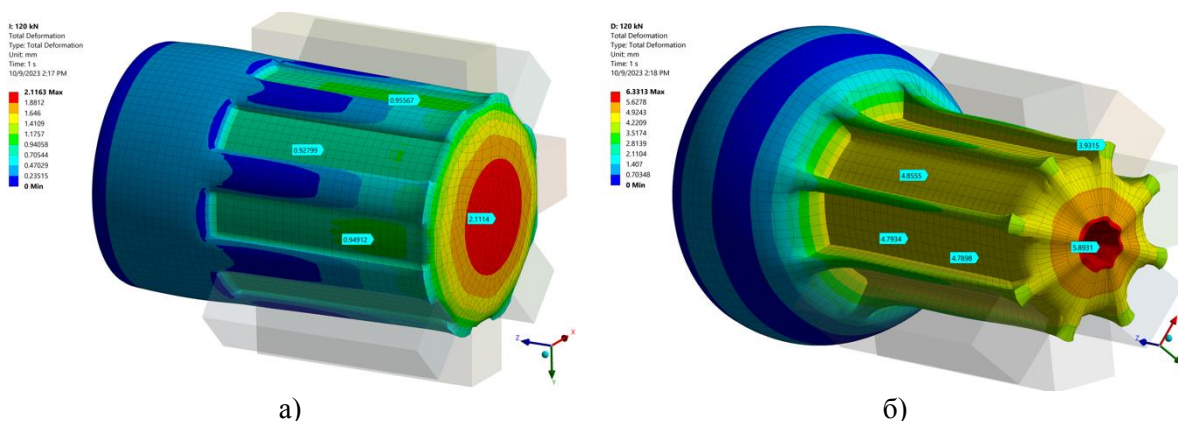 I: 120 kN
Total Deformation
Type: Total Deformation
Unit: mm
Time: 1 s
10/9/2023 2:17 PM
2.1163 Max
1.8812
1.646
1.4109
1.1757
0.94058
0.70544
0.47029
0.23515
0 Min
0.95567
0.92799
2.1114
0.94912
Z
X
Y
а)
D: 120 kN
Total Deformation
Type: Total Deformation
Unit: mm
Time: 1 s
10/9/2023 2:18 PM
6.3313 Max
5.6278
4.9243
4.2209
3.5174
2.8139
2.1104
1.407
0.70348
0 Min
3.9315
4.8555
4.7934
4.7898
5.8931
Z
б)